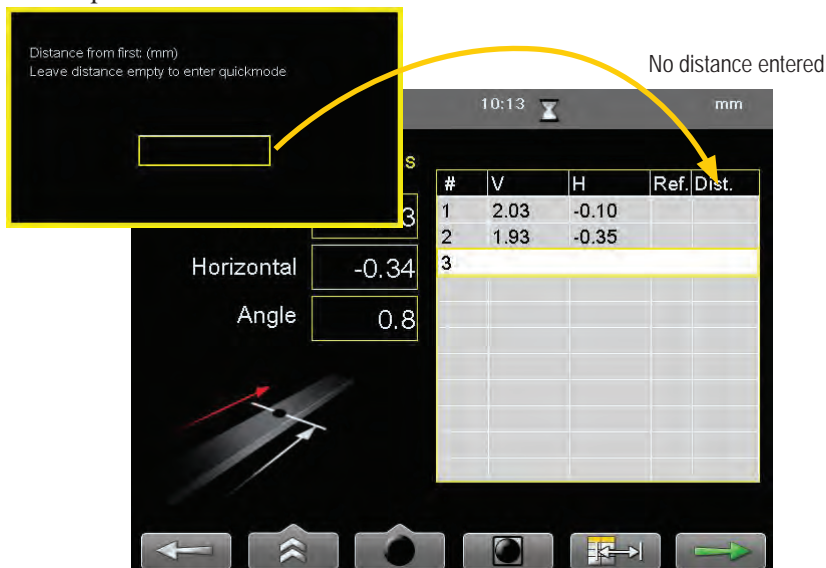 Distance from first: (mm)
Leave distance empty to enter quickmode
No distance entered
10:13 mm
s
# V H Ref. Dist.
3
1 2.03 -0.10
2 1.93 -0.35
3
Horizontal -0.34
Angle 0.8